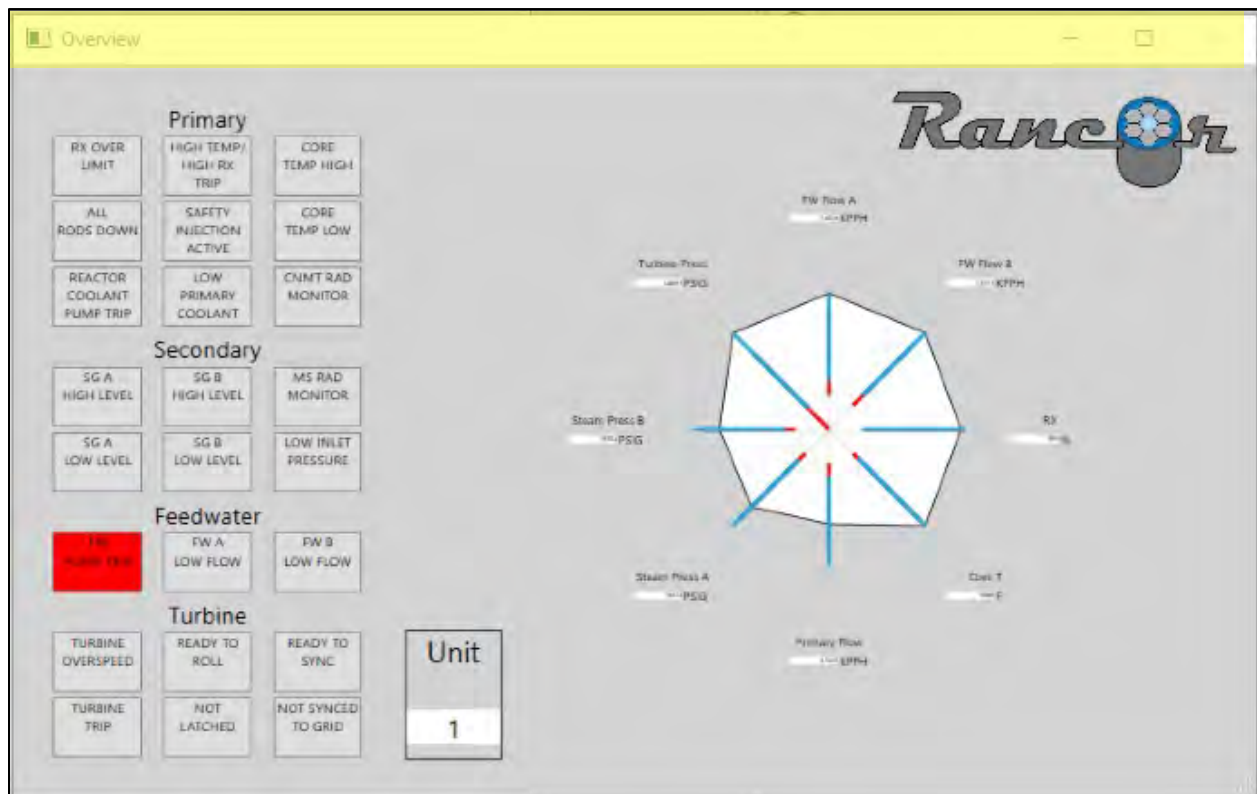 Overview
Rancor
Primary
RX OVER
LIMIT
HIGH TEMP/
HIGH RX
TRIP
CORE
TEMP HIGH
ALL
RODS DOWN
SAFETY
INJECTION
ACTIVE
CORE
TEMP LOW
REACTOR
COOLANT
PUMP TRIP
LOW
PRIMARY
COOLANT
CNMT RAD
MONITOR
Secondary
SG A
HIGH LEVEL
SG B
HIGH LEVEL
MS RAD
MONITOR
SG A
LOW LEVEL
SG B
LOW LEVEL
LOW INLET
PRESSURE
Feedwater
FW
PUMP TRIP
FW A
LOW FLOW
FW B
LOW FLOW
Turbine
TURBINE
OVERSPEED
READY TO
ROLL
READY TO
SYNC
TURBINE
TRIP
NOT
LATCHED
NOT SYNCED
TO GRID
Unit
1
FW Flow A
KPPH
Turbine Press
PSIG
FW Flow B
KPPH
Steam Press B
PSIG
RX
%
Steam Press A
PSIG
Core T
F
Primary Flow
KPPH